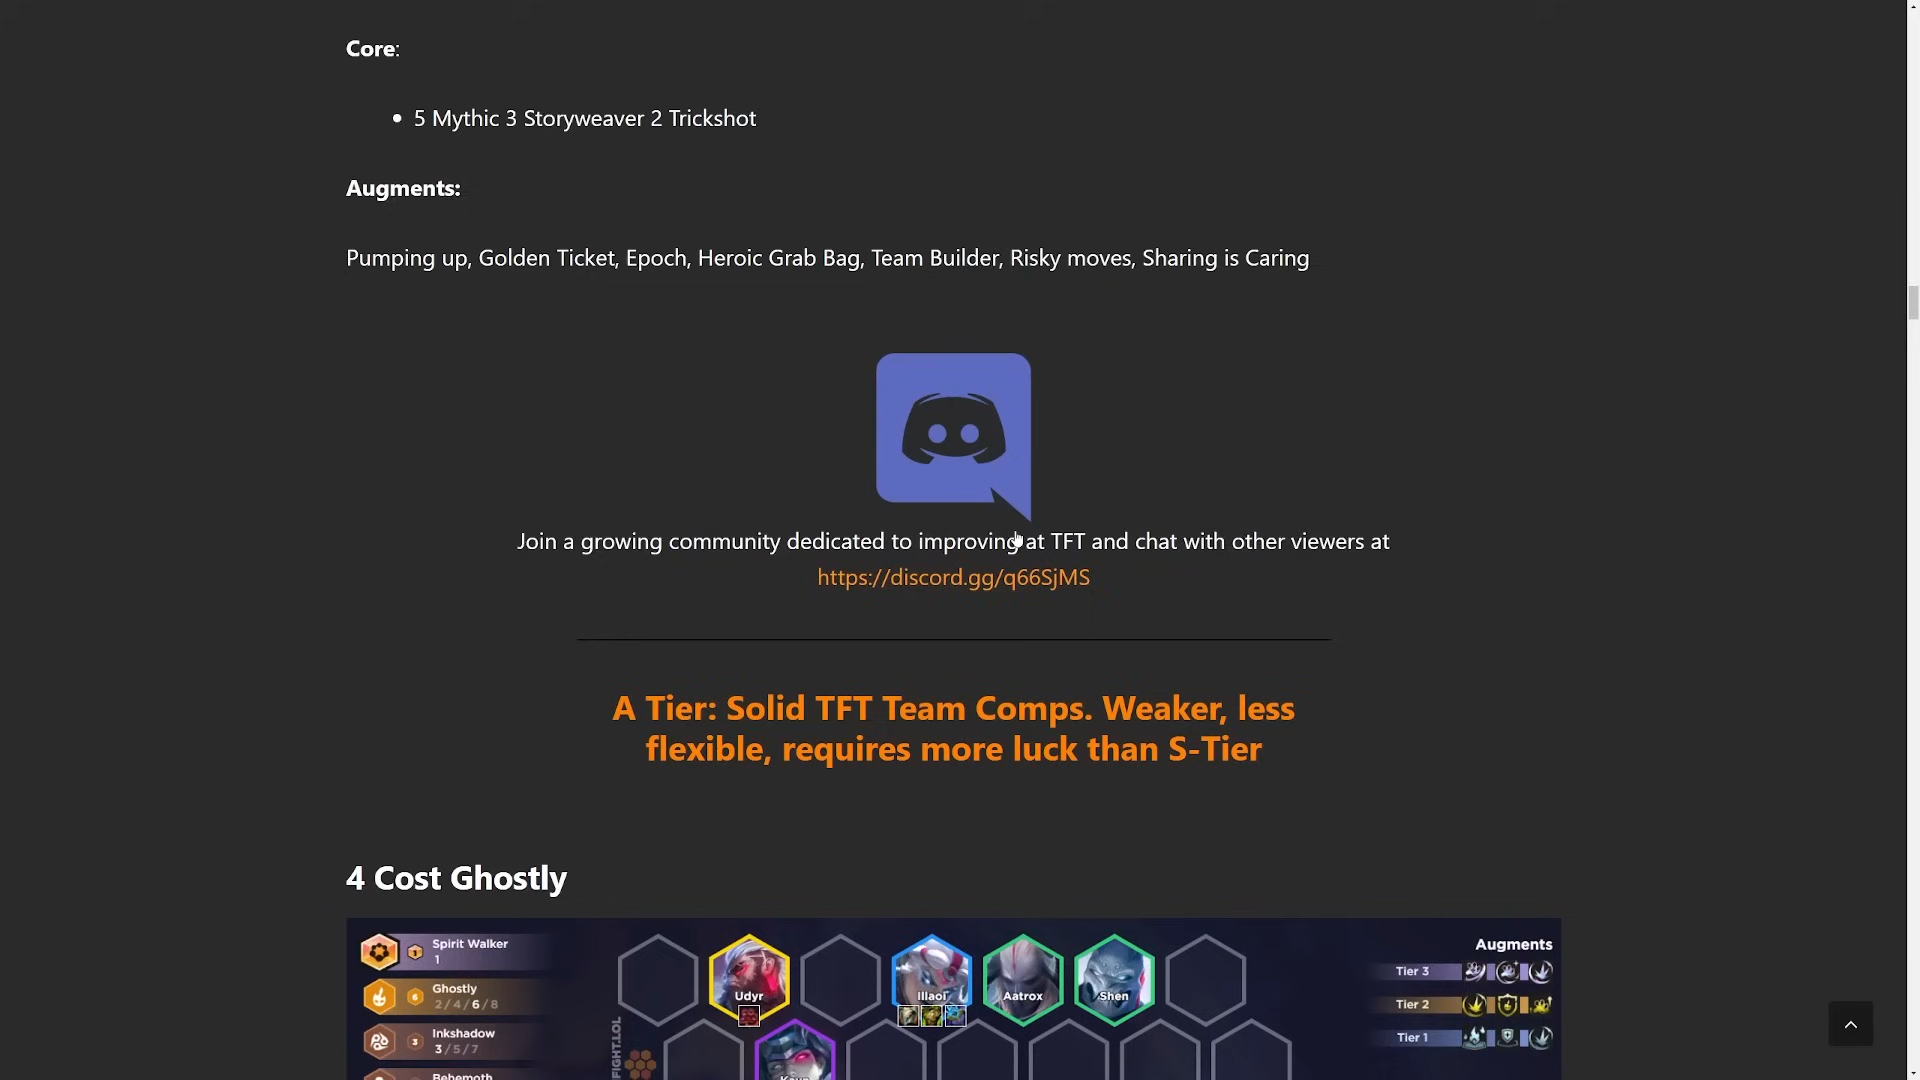 Core:
• 5 Mythic 3 Storyweaver 2 Trickshot
Augments:
Pumping up, Golden Ticket, Epoch, Heroic Grab Bag, Team Builder, Risky moves, Sharing is Caring
Join a growing community dedicated to improving at TFT and chat with other viewers at
https://discord.gg/q66SjMS
A Tier: Solid TFT Team Comps. Weaker, less
flexible, requires more luck than S-Tier
4 Cost Ghostly
Spirit Walker
1
1
Ghostly
6
2/4/6/8
Inkshadow
3
3/5/7
Behemoth
Udyr
Illaoi
Aatrox
Shen
Augments
Tier 3
Tier 2
Tier 1